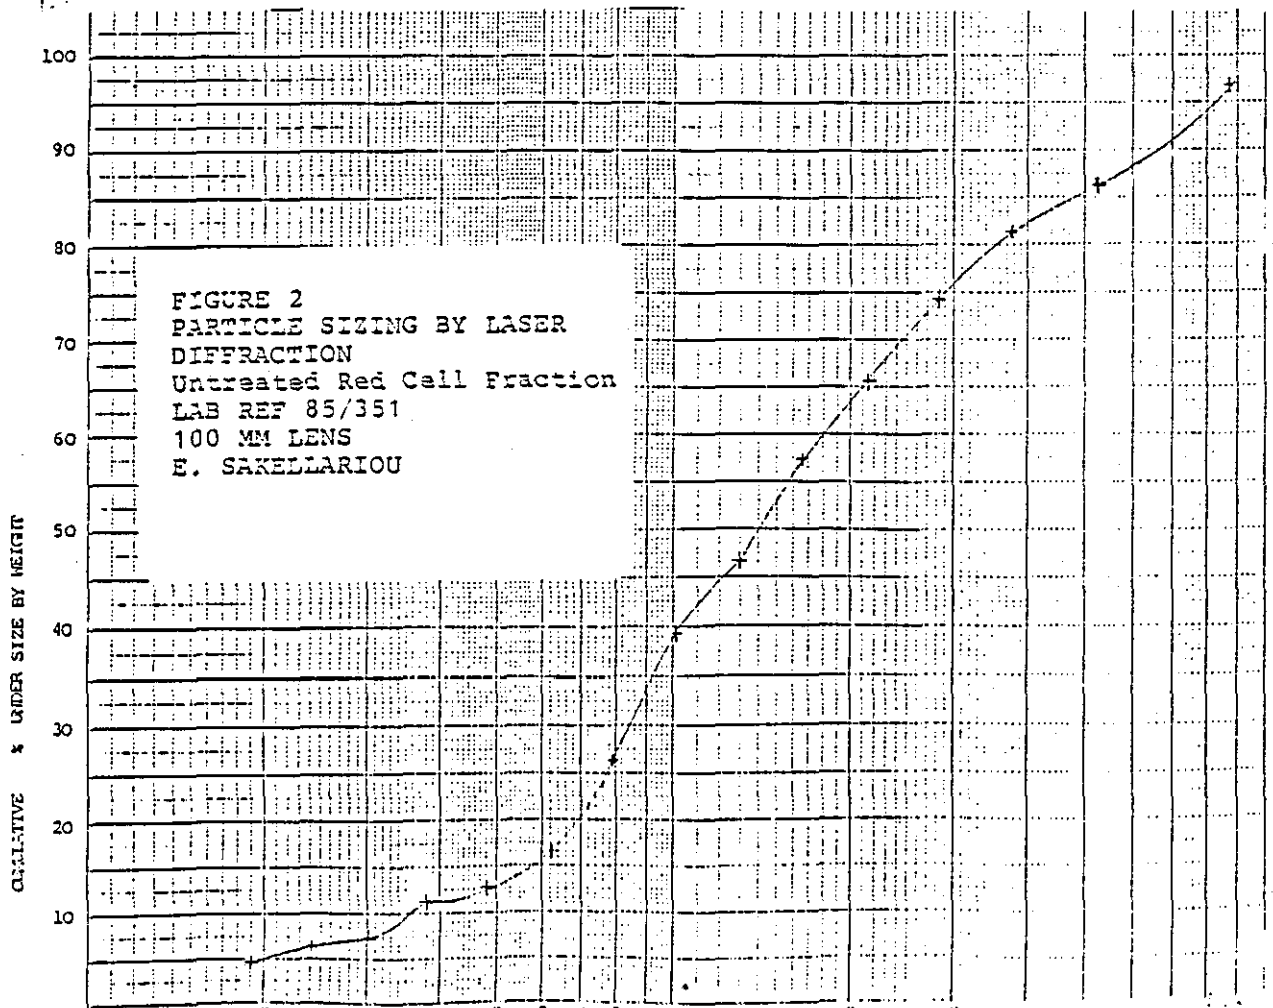 100
90
80
FIGURE 2
PARTICLE SIZING BY LASER
DIFFRACTION
Untreated Red Cell Fraction
LAB REF 85/351
100 MM LENS
E. SAKELLARIOU
70
60
50
40
30
20
10
CUMULATIVE % UNDER SIZE BY WEIGHT